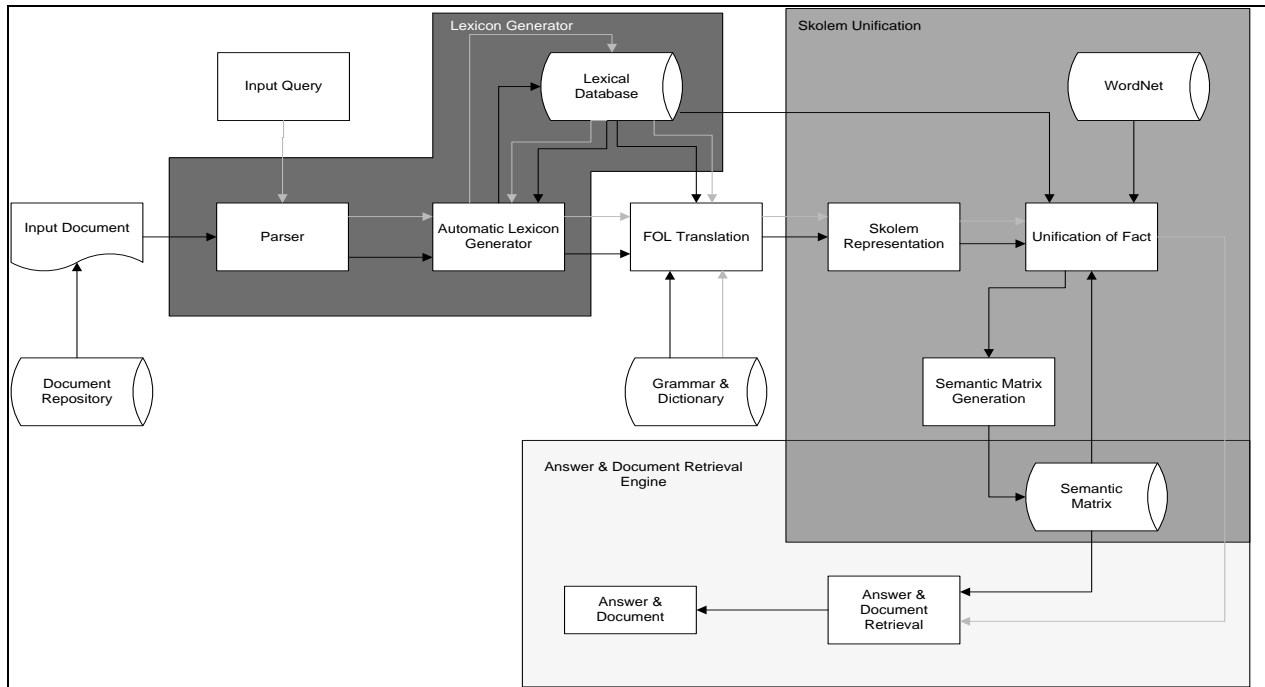 Lexicon Generator
Skolem Unification
Input Query
Lexical
Database
WordNet
Input Document
Parser
Automatic Lexicon
Generator
FOL Translation
Skolem
Representation
Unification of Fact
Document
Repository
Grammar &
Dictionary
Semantic Matrix
Generation
Answer & Document Retrieval
Engine
Semantic
Matrix
Answer &
Document
Answer &
Document
Retrieval